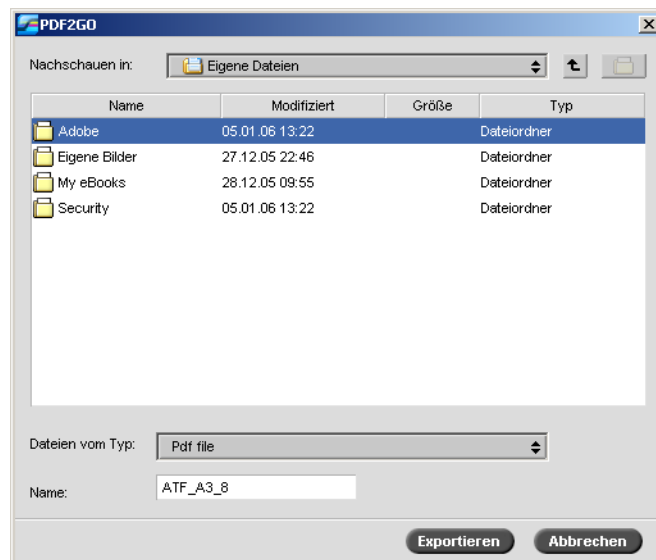 PDF2GO
Nachschauen in: Eigene Dateien
Name Modifiziert Größe Typ
Adobe 05.01.06 13:22 Dateiordner
Eigene Bilder 27.12.05 22:46 Dateiordner
My eBooks 28.12.05 09:55 Dateiordner
Security 05.01.06 13:22 Dateiordner
Dateien vom Typ: Pdf file
Name: ATF_A3_8
Exportieren Abbrechen